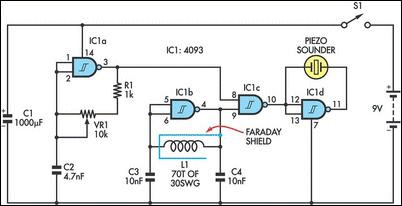 S1
IC1a
IC1: 4093
PIEZO
SOUNDER
1
14
2
3
R1
1k
IC1b
IC1c
IC1d
C1
1000µF
VR1
10k
5
6
4
8
9
10
12
13
11
7
9V
FARADAY
SHIELD
C2
4.7nF
C3
10nF
L1
70T OF
30SWG
C4
10nF